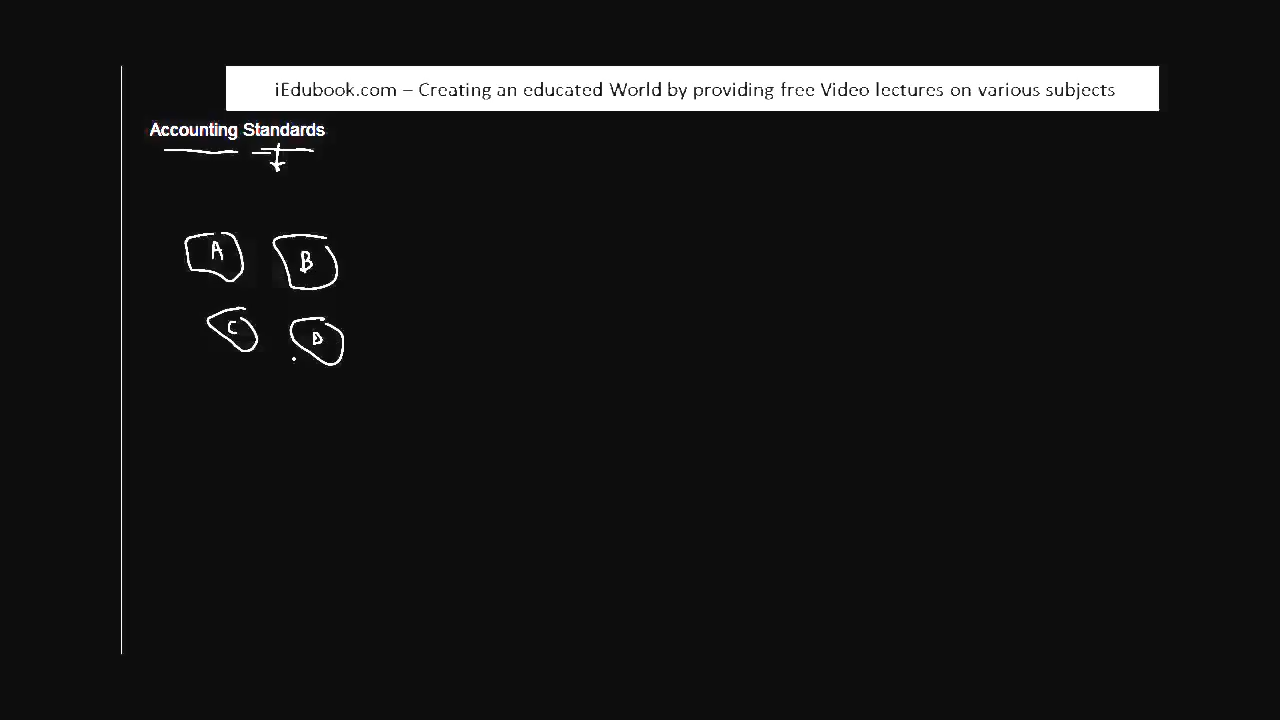 iEdubook.com – Creating an educated World by providing free Video lectures on various subjects
Accounting Standards
A B
C D